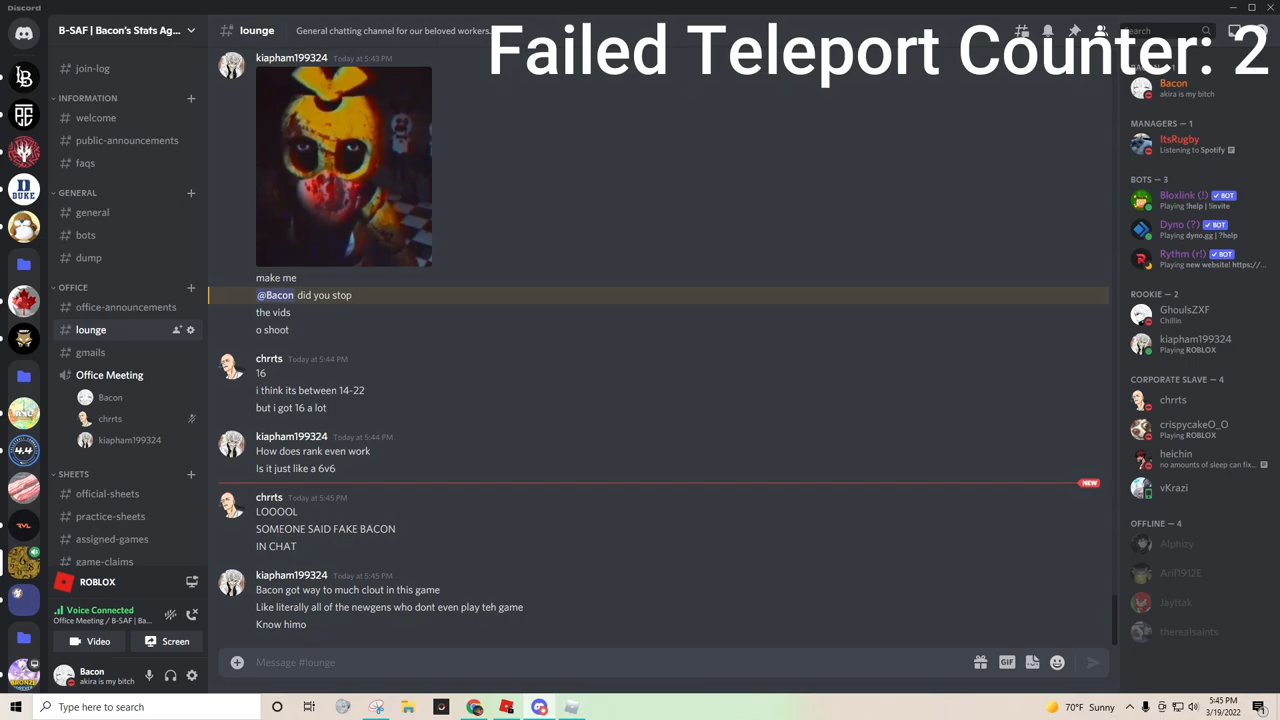 Discord
B-SAF | Bacon's Stats Ag...
join-log
INFORMATION
welcome
public-announcements
faqs
GENERAL
general
bots
dump
OFFICE
office-announcements
lounge
gmails
Office Meeting
Bacon
chrrts
kiapham199324
SHEETS
official-sheets
practice-sheets
assigned-games
game-claims
ROBLOX
Voice Connected
Office Meeting / B-SAF | Ba...
Video
Screen
Bacon
akira is my bitch
lounge
General chatting channel for our beloved workers.
Failed Teleport Counter: 2
kiapham199324 Today at 5:43 PM
make me
@Bacon did you stop
the vids
o shoot
chrrts Today at 5:44 PM
16
i think its between 14-22
but i got 16 a lot
kiapham199324 Today at 5:44 PM
How does rank even work
Is it just like a 6v6
NEW
chrrts Today at 5:45 PM
LOOOOL
SOMEONE SAID FAKE BACON
IN CHAT
kiapham199324 Today at 5:45 PM
Bacon got way to much clout in this game
Like literally all of the newgens who dont even play teh game
Know himo
Message #lounge
GIF
Bacon
akira is my bitch
MANAGERS — 1
ItsRugby
Listening to Spotify
BOTS — 3
Bloxlink (!) BOT
Playing !help | !invite
Dyno (?) BOT
Playing dyno.gg | ?help
Rythm (r!) BOT
Playing new website! https:/...
ROOKIE — 2
GhoulsZXF
Chillin
kiapham199324
Playing ROBLOX
CORPORATE SLAVE — 4
chrrts
crispycakeO_O
Playing ROBLOX
heichin
no amounts of sleep can fix...
vKrazi
OFFLINE — 4
Alphizy
Arif1912E
Jayttak
therealsaints
DUKE
4.4
RVL
BRONZE
Type here to search
70°F Sunny
5:45 PM
3/19/2022